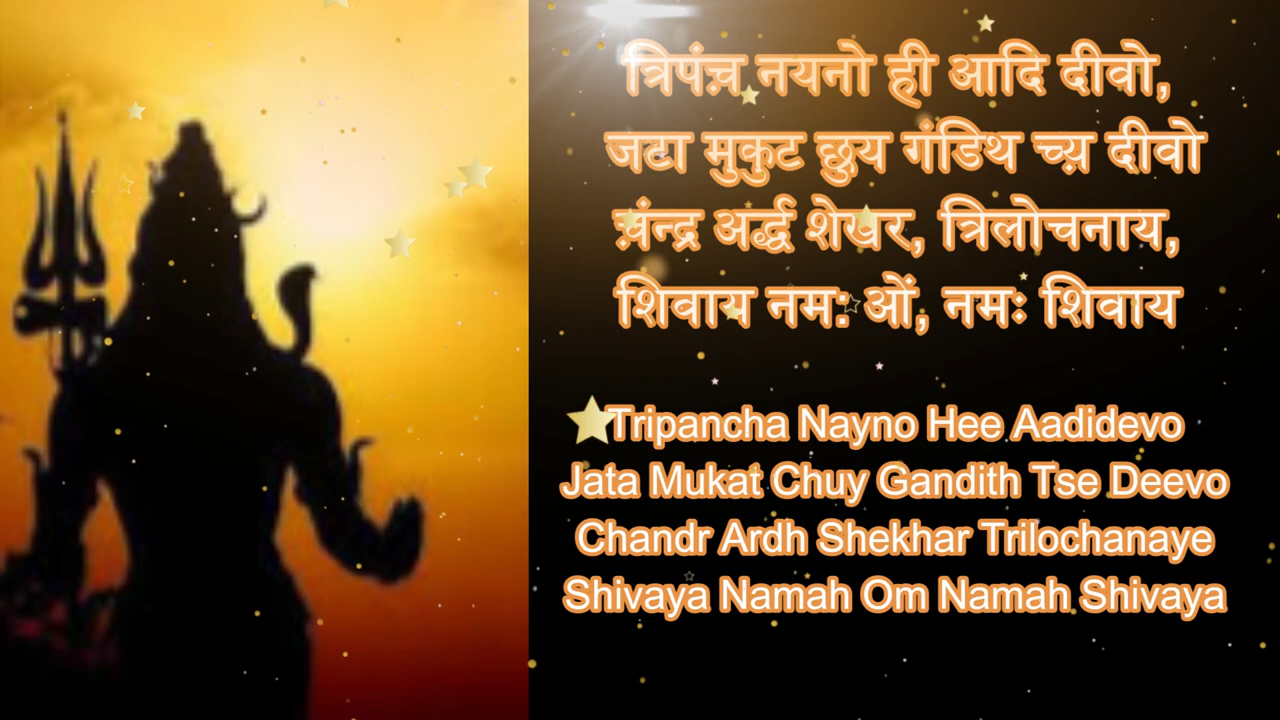 त्रिपंच़ नयनो ही आदि दीवो,
जटा मुकुट छुय गंडिथ च्य़ दीवो
च़ंन्द्र अर्द्ध शेखर, त्रिलोचनाय,
शिवाय नम: ओं, नमः शिवाय
Tripancha Nayno Hee Aadidevo
Jata Mukat Chuy Gandith Tse Deevo
Chandr Ardh Shekhar Trilochanaye
Shivaya Namah Om Namah Shivaya